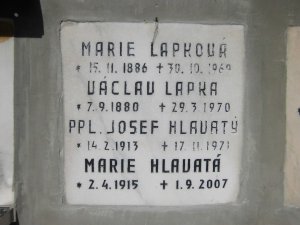 MARIE LAPKOVÁ
* 15. 11. 1886 † 30. 10. 1969
VÁCLAV LAPKA
* 7. 9. 1880 † 29. 3. 1970
PPL. JOSEF HLAVATÝ
* 14. 2. 1913 † 17. 11. 1971
MARIE HLAVATÁ
* 2. 4. 1915 † 1. 9. 2007